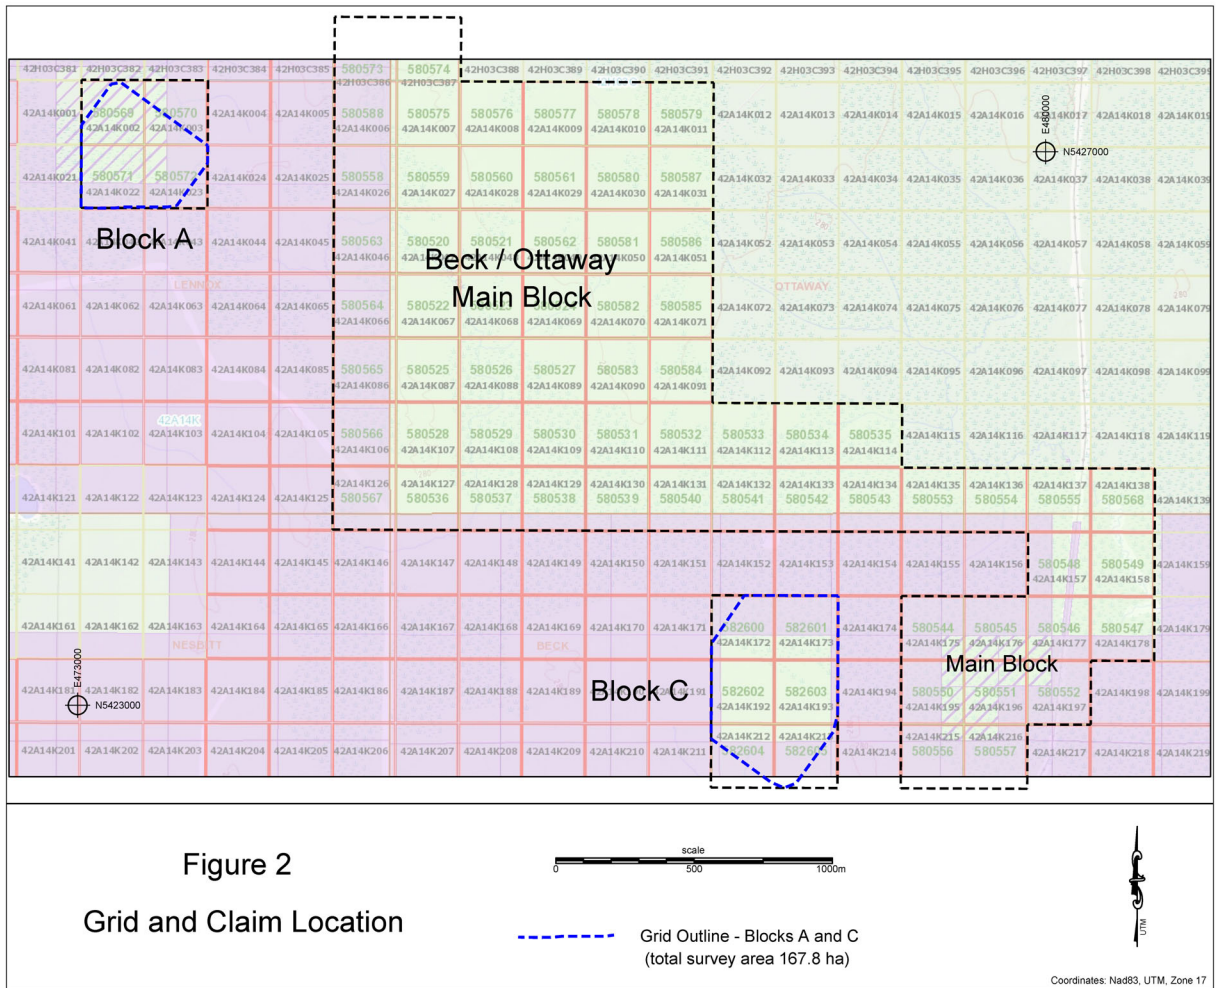 42H03C381 42H03C382 42H03C383 42H03C384 42H03C385 580573 580574 42H03C388 42H03C389 42H03C390 42H03C391 42H03C392 42H03C393 42H03C394 42H03C395 42H03C396 42H03C397 42H03C398 42H03C399
42H03C386 42H03C387
580569 580570 580588 580575 580576 580577 580578 580579
42A14K001 42A14K004 42A14K005 42A14K012 42A14K013 42A14K014 42A14K015 42A14K016 42A14K017 42A14K018 42A14K019
42A14K002 42A14K003 42A14K006 42A14K007 42A14K008 42A14K009 42A14K010 42A14K011
E480000
N5427000
580571 580572 580558 580559 580560 580561 580580 580587
42A14K021 42A14K024 42A14K025 42A14K032 42A14K033 42A14K034 42A14K035 42A14K036 42A14K037 42A14K038 42A14K039
42A14K022 42A14K023 42A14K026 42A14K027 42A14K028 42A14K029 42A14K030 42A14K031
Block A
580563 580520 580521 580562 580581 580586
42A14K041 42A14K044 42A14K045 42A14K052 42A14K053 42A14K054 42A14K055 42A14K056 42A14K057 42A14K058 42A14K059
42A14K046 42A14K050 42A14K051
Beck / Ottaway
Main Block
LENNOX OTTAWAY
580564 580522 580582 580585
42A14K061 42A14K062 42A14K063 42A14K064 42A14K065 42A14K072 42A14K073 42A14K074 42A14K075 42A14K076 42A14K077 42A14K078 42A14K079
42A14K066 42A14K067 42A14K068 42A14K069 42A14K070 42A14K071
580565 580525 580526 580527 580583 580584
42A14K081 42A14K082 42A14K083 42A14K084 42A14K085 42A14K092 42A14K093 42A14K094 42A14K095 42A14K096 42A14K097 42A14K098 42A14K099
42A14K086 42A14K087 42A14K088 42A14K089 42A14K090 42A14K091
42A14K
580566 580528 580529 580530 580531 580532 580533 580534 580535
42A14K101 42A14K102 42A14K103 42A14K104 42A14K105 42A14K115 42A14K116 42A14K117 42A14K118 42A14K119
42A14K106 42A14K107 42A14K108 42A14K109 42A14K110 42A14K111 42A14K112 42A14K113 42A14K114
42A14K126 42A14K127 42A14K128 42A14K129 42A14K130 42A14K131 42A14K132 42A14K133 42A14K134 42A14K135 42A14K136 42A14K137 42A14K138
42A14K121 42A14K122 42A14K123 42A14K124 42A14K125 42A14K139
580567 580536 580537 580538 580539 580540 580541 580542 580543 580553 580554 580555 580568
42A14K141 42A14K142 42A14K143 42A14K144 42A14K145 42A14K146 42A14K147 42A14K148 42A14K149 42A14K150 42A14K151 42A14K152 42A14K153 42A14K154 42A14K155 42A14K156 580548 580549 42A14K159
42A14K157 42A14K158
42A14K161 42A14K162 42A14K163 42A14K164 42A14K165 42A14K166 42A14K167 42A14K168 42A14K169 42A14K170 42A14K171 582600 582601 42A14K174 580544 580545 580546 580547 42A14K179
42A14K172 42A14K173 42A14K175 42A14K176 42A14K177 42A14K178
NESBITT BECK
Main Block
E473000
42A14K181 42A14K182 42A14K183 42A14K184 42A14K185 42A14K186 42A14K187 42A14K188 42A14K189 582602 582603 42A14K194 580550 580551 580552 42A14K198 42A14K199
Block C
N5423000
42A14K192 42A14K193 42A14K195 42A14K196 42A14K197
42A14K212 42A14K215 42A14K216
42A14K201 42A14K202 42A14K203 42A14K204 42A14K205 42A14K206 42A14K207 42A14K208 42A14K209 42A14K210 42A14K211 582604 42A14K214 580556 580557 42A14K217 42A14K218 42A14K219
Figure 2
Grid and Claim Location
scale
0 500 1000m
Grid Outline - Blocks A and C
(total survey area 167.8 ha)
UTM
Coordinates: Nad83, UTM, Zone 17